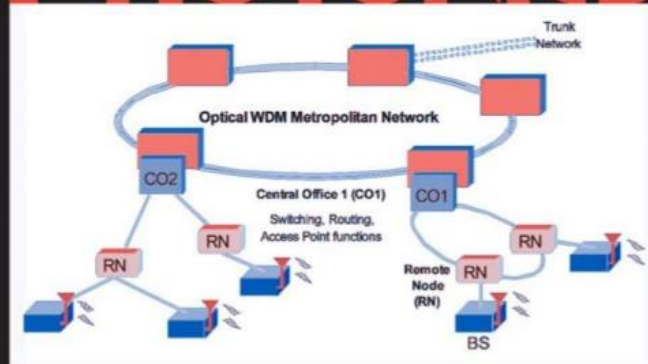 Trunk
Network
Optical WDM Metropolitan Network
CO2
Central Office 1 (CO1)
CO1
Switching, Routing,
Access Point functions
RN
RN
RN
Remote
Node
(RN)
RN
BS